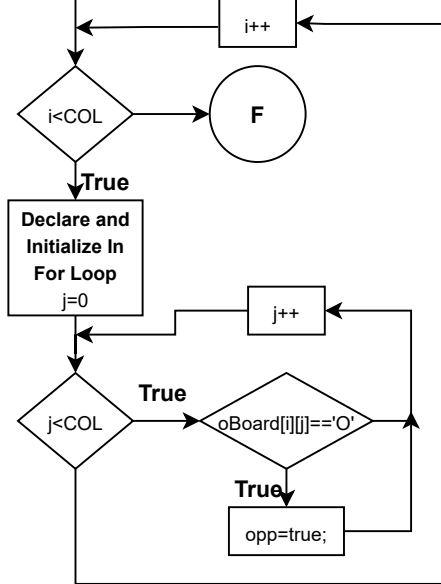 i++
i<COL
F
True
Declare and
Initialize In
For Loop
j=0
j++
j<COL
True
oBoard[i][j]=='O'
True
opp=true;